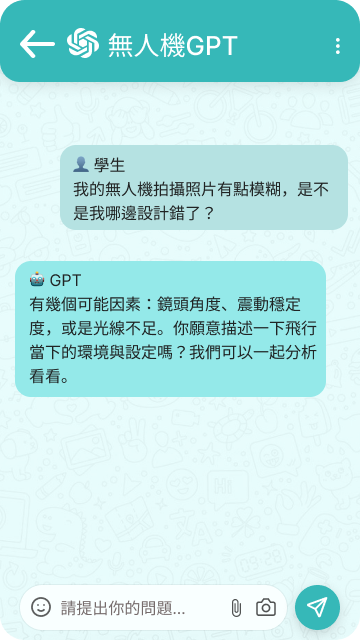 無人機GPT
學生
我的無人機拍攝照片有點模糊，是不
是我哪邊設計錯了？
GPT
有幾個可能因素：鏡頭角度、震動穩定
度，或是光線不足。你願意描述一下飛行
當下的環境與設定嗎？我們可以一起分析
看看。
請提出你的問題...